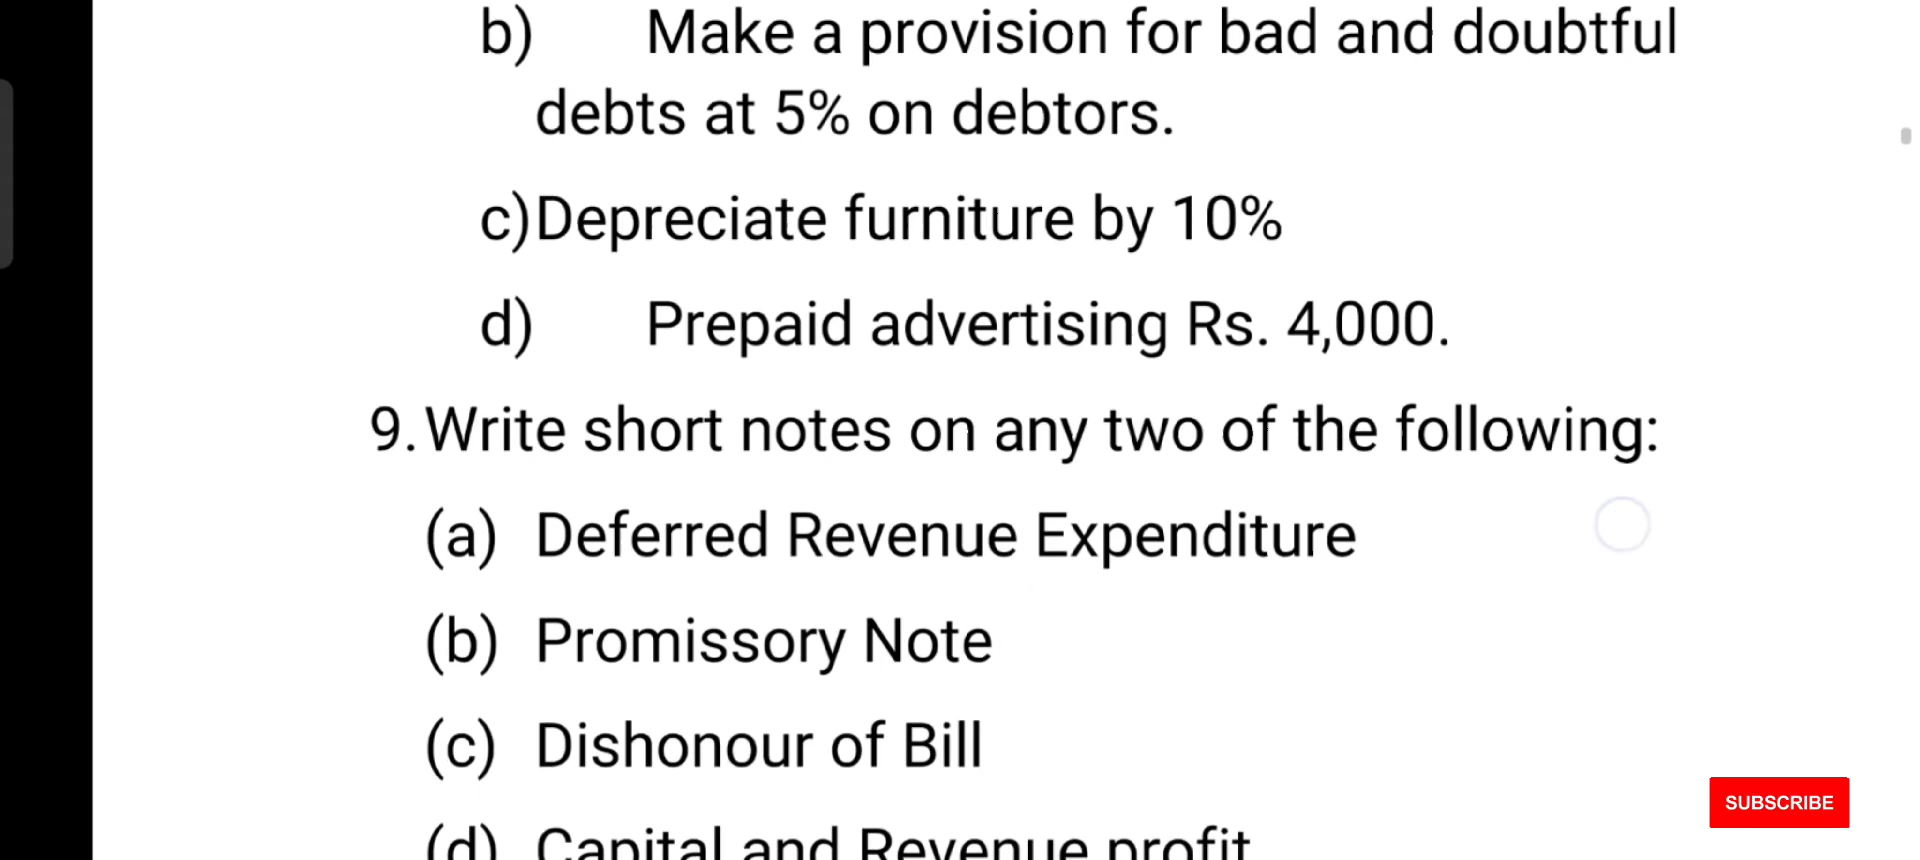 b) Make a provision for bad and doubtful
debts at 5% on debtors.
c)Depreciate furniture by 10%
d) Prepaid advertising Rs. 4,000.
9. Write short notes on any two of the following:
(a) Deferred Revenue Expenditure
(b) Promissory Note
(c) Dishonour of Bill
(d) Capital and Revenue profit
SUBSCRIBE